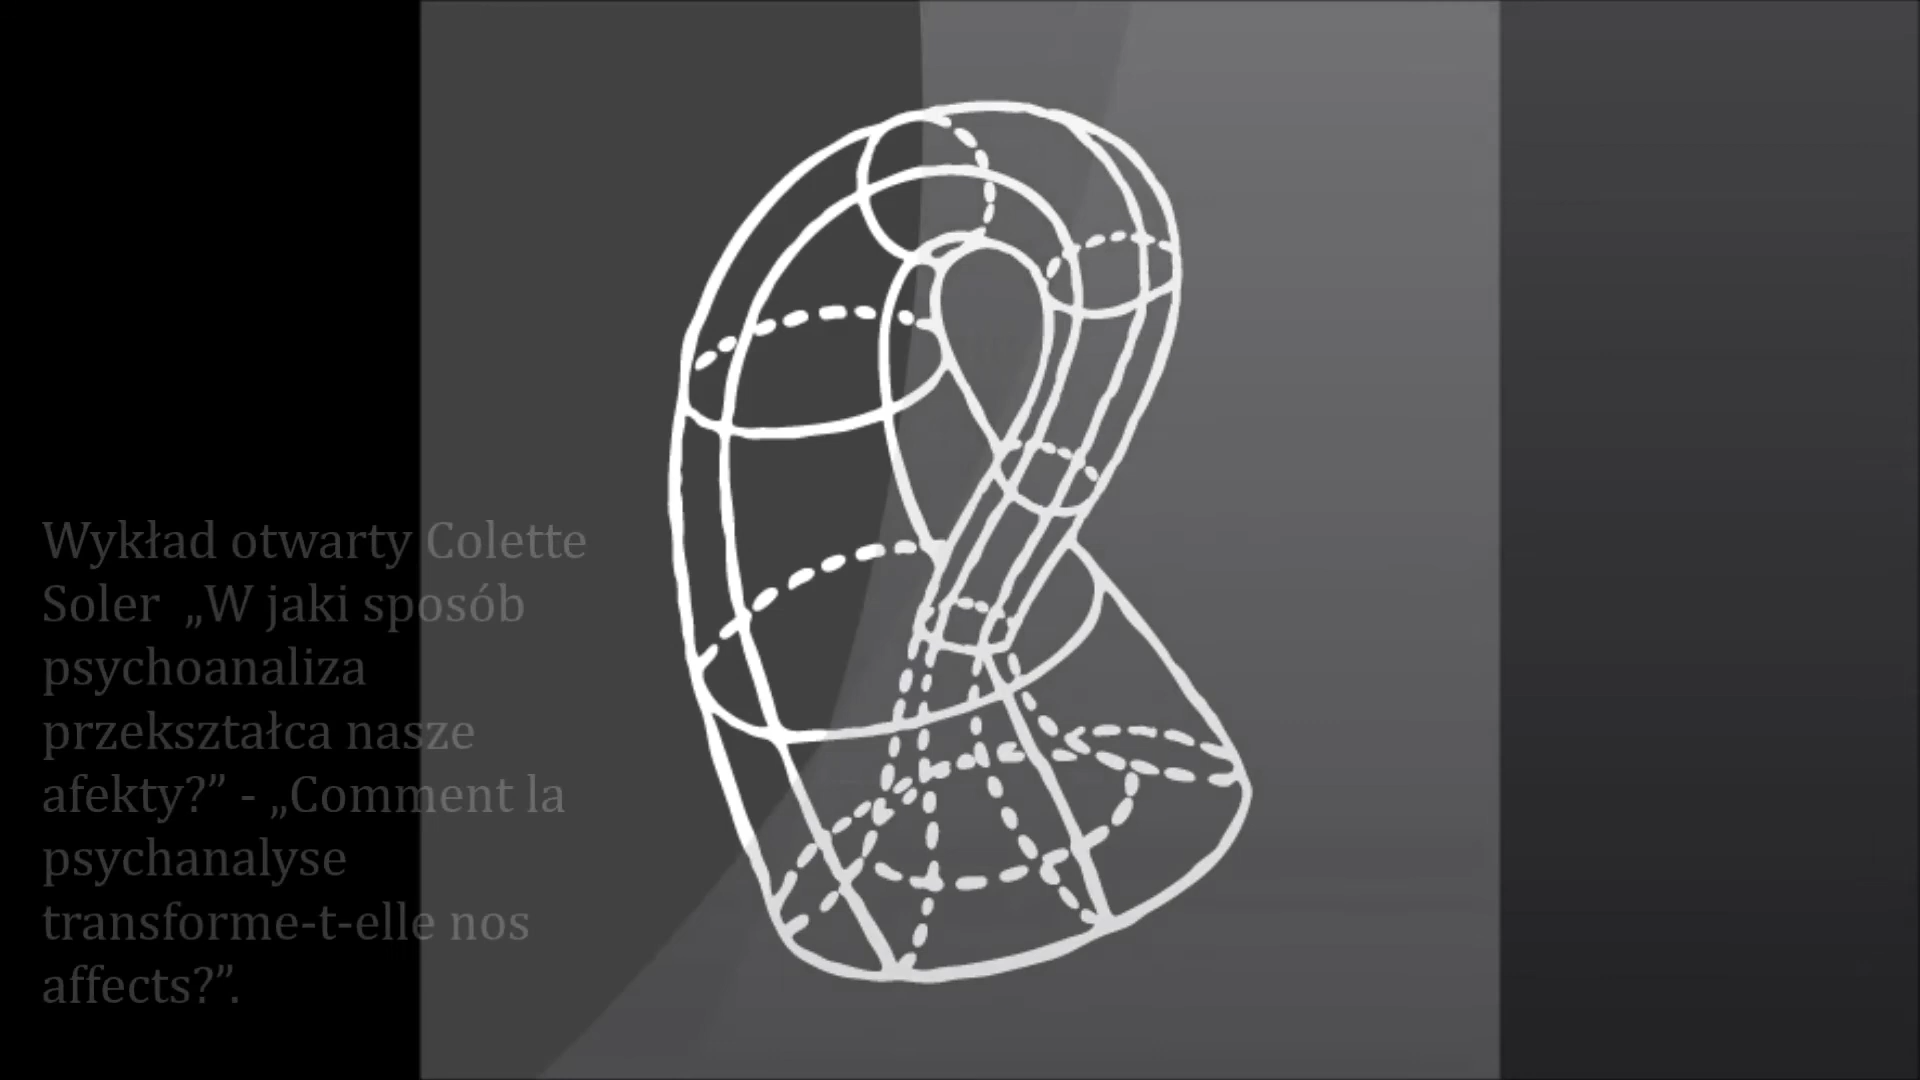 Wykład otwarty Colette
Soler „W jaki sposób
psychoanaliza
przekształca nasze
afekty?” - „Comment la
psychanalyse
transforme-t-elle nos
affects?”.